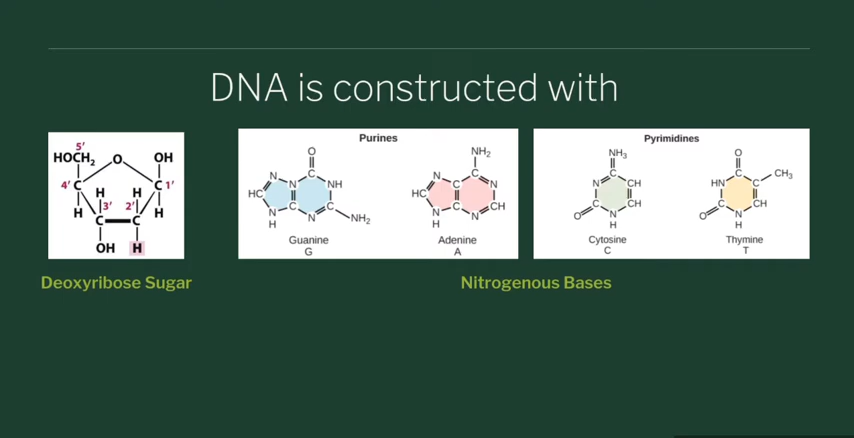 DNA is constructed with
5′
HOCH₂ O OH
4′ C H H C 1′
H 3′ 2′ H
C C
OH H
Deoxyribose Sugar
Purines
O
C
N N NH
HC
N C N C NH₂
H
Guanine
G
NH₂
C
N C N
HC
N C N CH
H
Adenine
A
Pyrimidines
NH₃
C
N CH
C CH
O N
H
Cytosine
C
O
C CH₃
HN C
C CH
O N
H
Thymine
T
Nitrogenous Bases